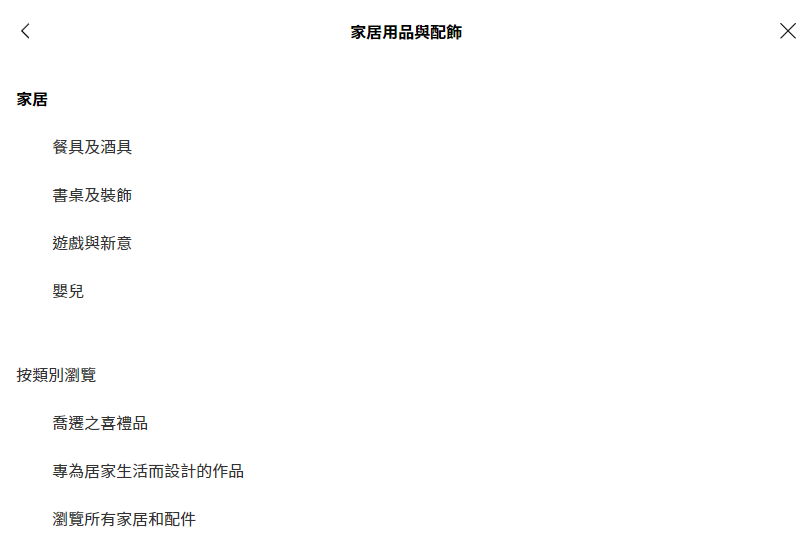 家居用品與配飾
家居
餐具及酒具
書桌及裝飾
遊戲與新意
嬰兒
按類別瀏覽
喬遷之喜禮品
專為居家生活而設計的作品
瀏覽所有家居和配件